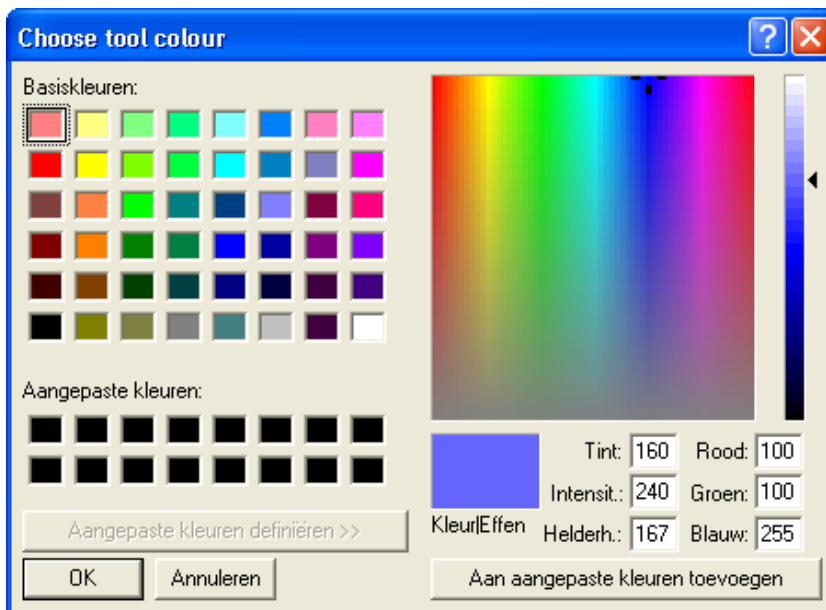 Choose tool colour
Basiskleuren:
Aangepaste kleuren:
Aangepaste kleuren definiëren >>
OK
Annuleren
Kleur|Effen
Tint: 160
Rood: 100
Intensit.: 240
Groen: 100
Helderh.: 167
Blauw: 255
Aan aangepaste kleuren toevoegen